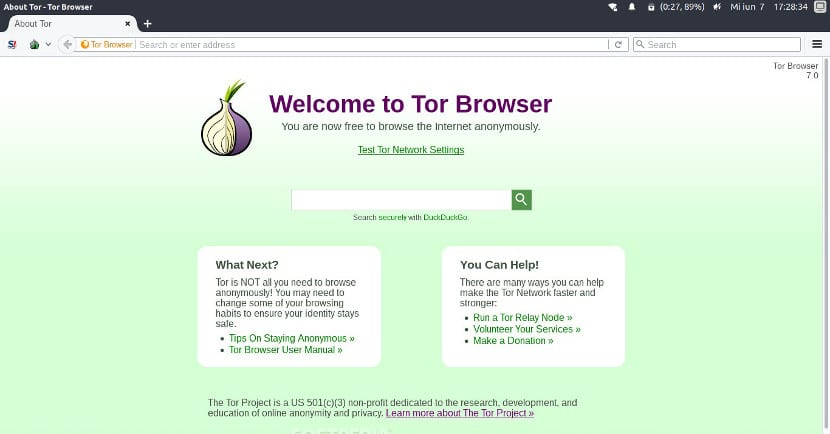 About Tor - Tor Browser
(0:27, 89%)
Mi iun 7 17:28:34
About Tor
Tor Browser
Search or enter address
Search
Tor Browser
7.0
Welcome to Tor Browser
You are now free to browse the Internet anonymously.
Test Tor Network Settings
Search securely with DuckDuckGo.
What Next?
Tor is NOT all you need to browse
anonymously! You may need to
change some of your browsing
habits to ensure your identity stays
safe.
Tips On Staying Anonymous »
Tor Browser User Manual »
You Can Help!
There are many ways you can help
make the Tor Network faster and
stronger:
Run a Tor Relay Node »
Volunteer Your Services »
Make a Donation »
The Tor Project is a US 501(c)(3) non-profit dedicated to the research, development, and
education of online anonymity and privacy. Learn more about The Tor Project »